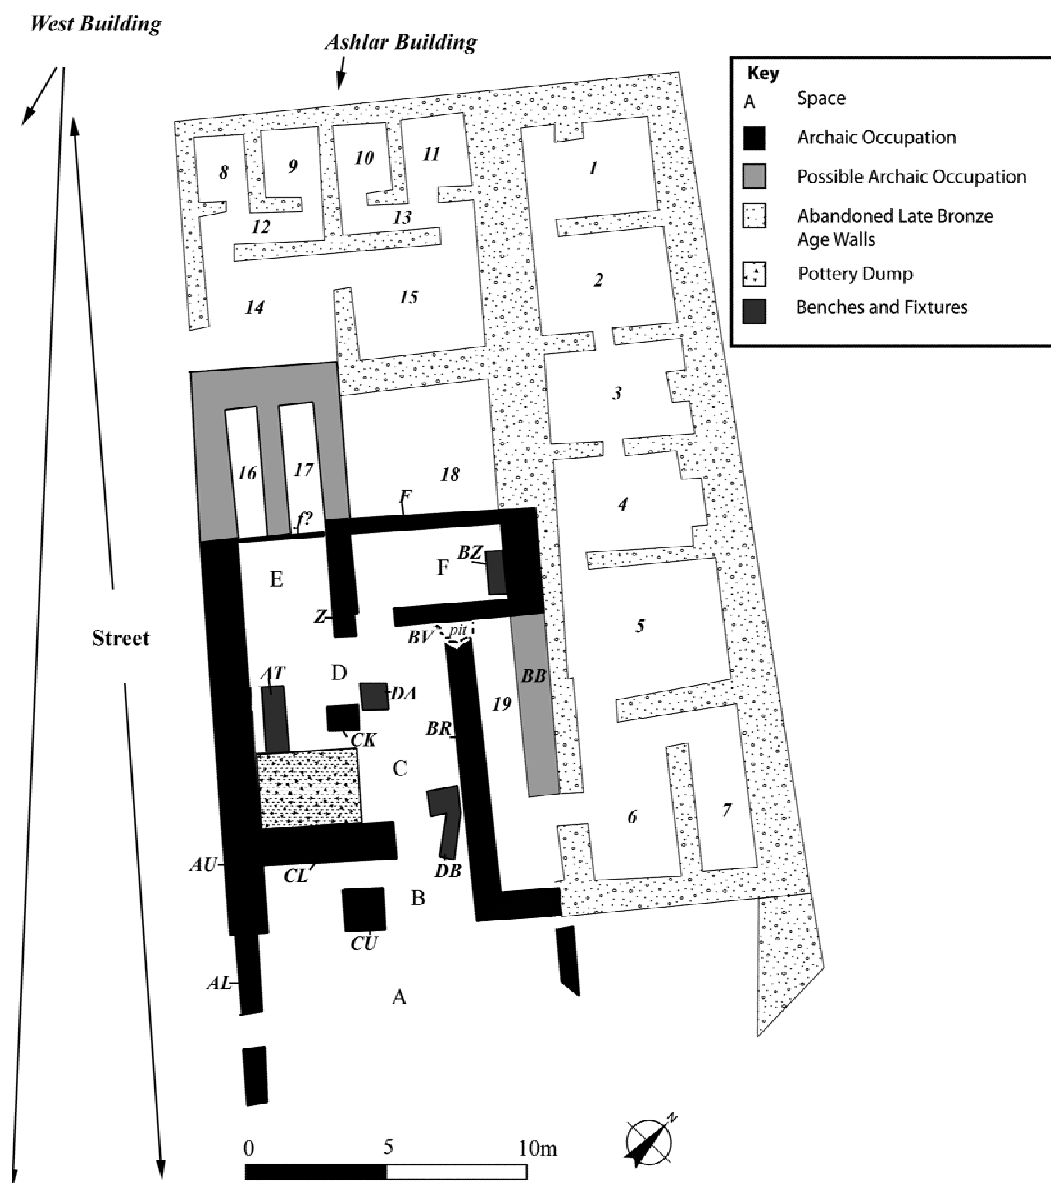 West Building
Ashlar Building
Key
A Space
Archaic Occupation
Possible Archaic Occupation
Abandoned Late Bronze
Age Walls
Pottery Dump
Benches and Fixtures
8
9
10
11
1
12
13
2
14
15
3
16
17
18
4
F
f?
E
F
BZ
Z
BV
pit
5
Street
D
AT
DA
BB
19
CK
BR
C
6
7
AU
CL
DB
B
CU
AL
A
N
0 5 10m